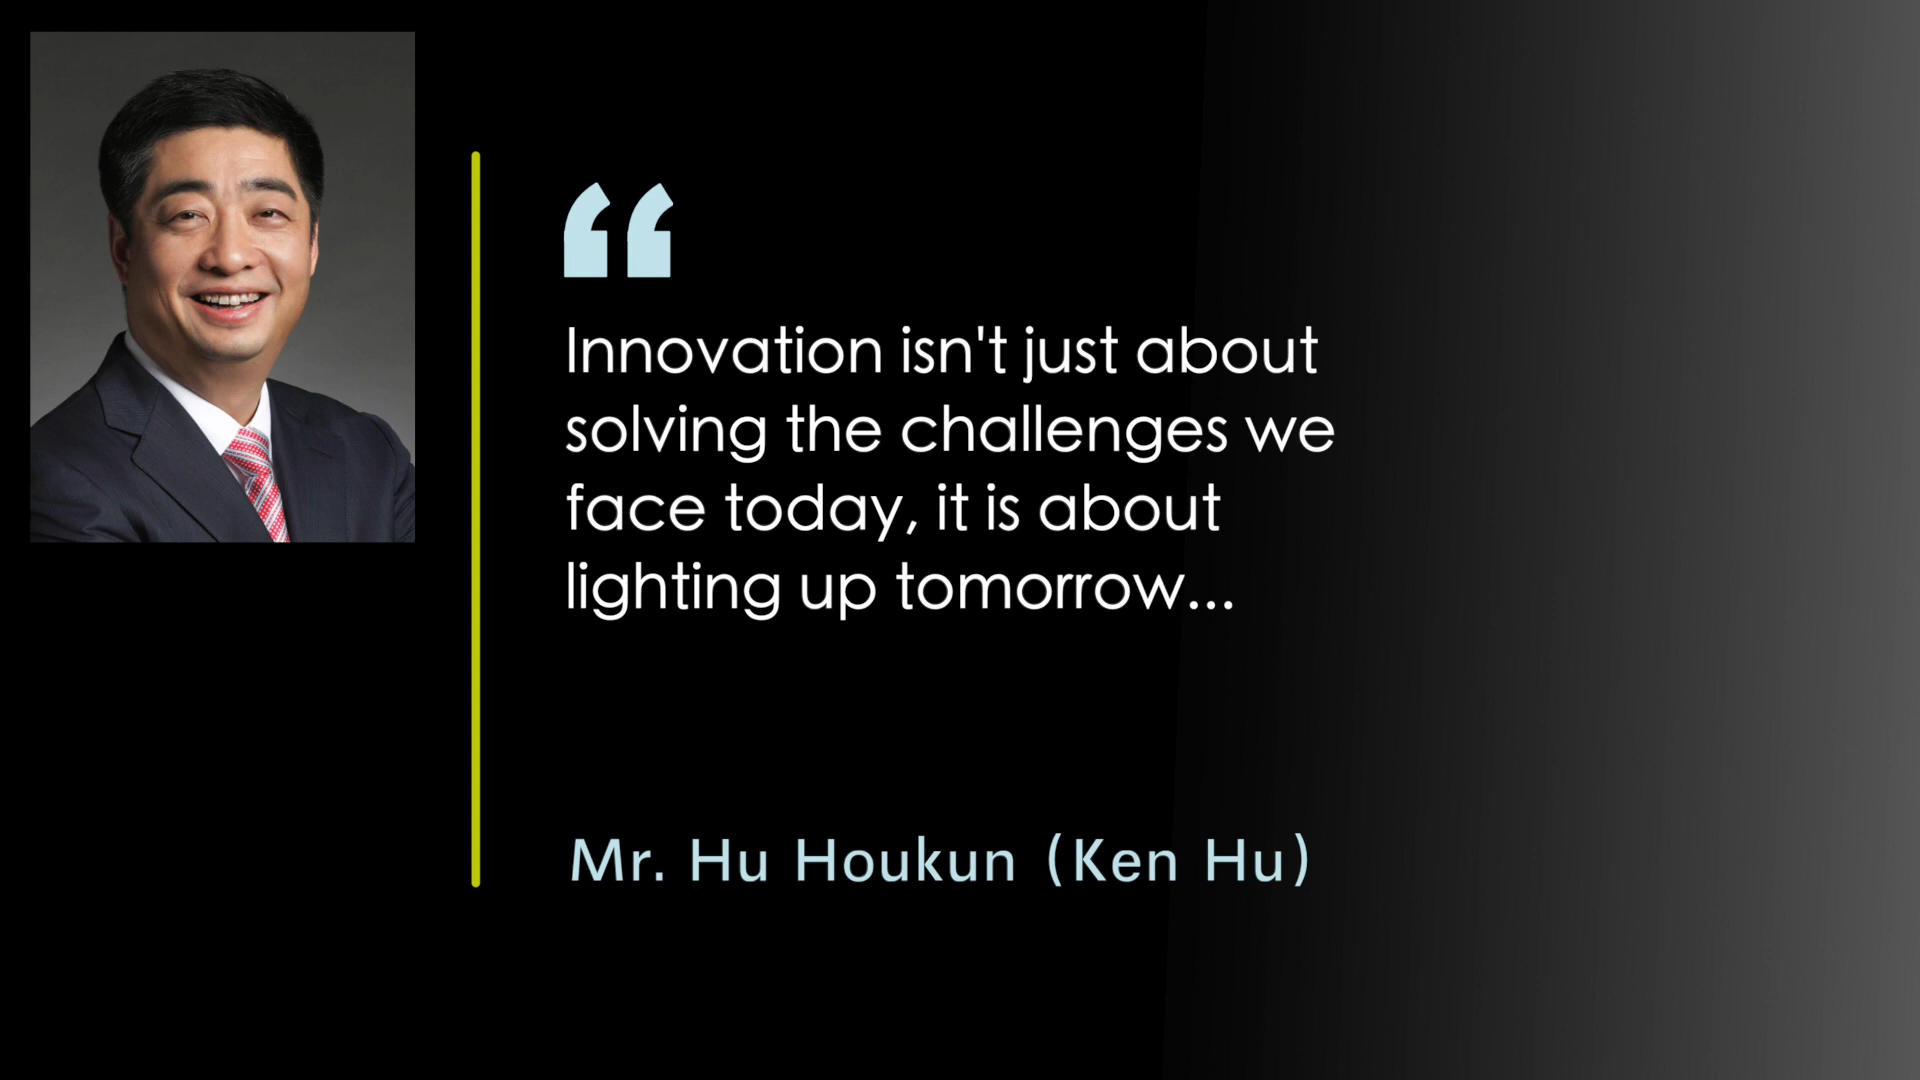 “
Innovation isn't just about
solving the challenges we
face today, it is about
lighting up tomorrow...
Mr. Hu Houkun (Ken Hu)